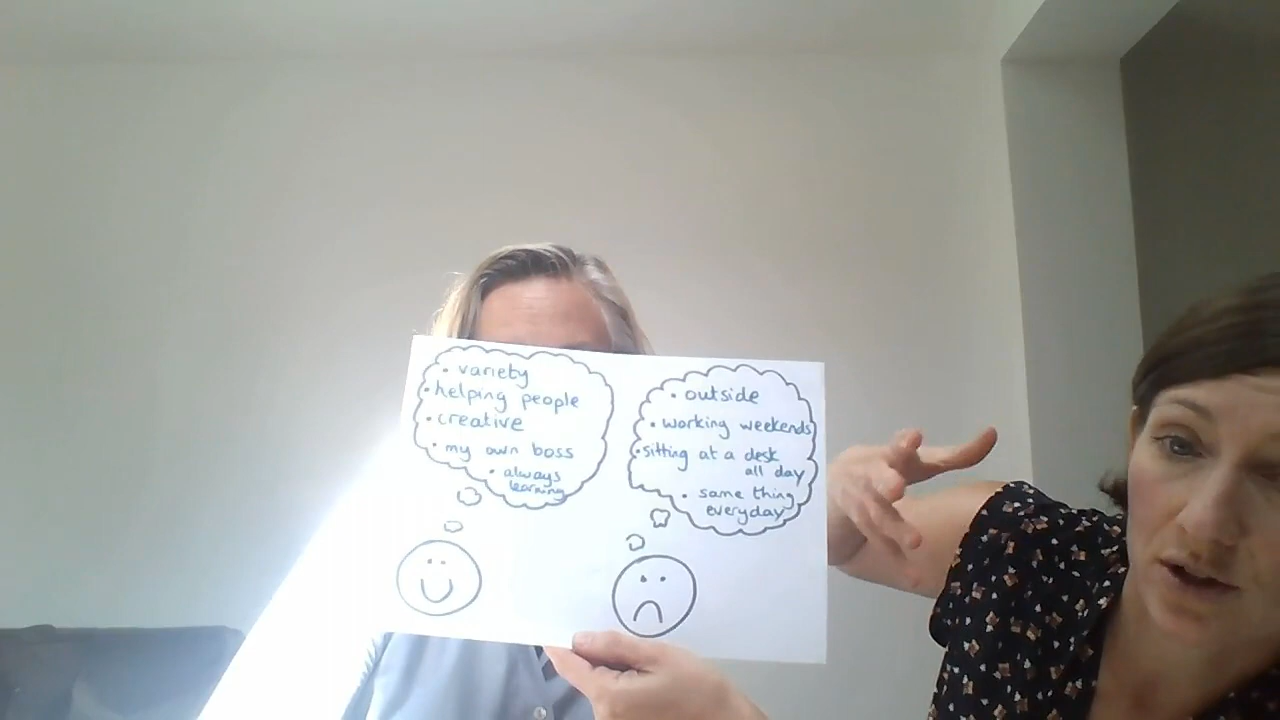 • variety
• helping people
• creative
• my own boss
• always
learning
• outside
• working weekends
• sitting at a desk
all day
• same thing
everyday